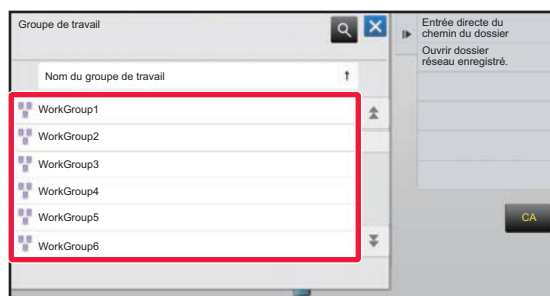 Groupe de travail
Nom du groupe de travail
WorkGroup1
WorkGroup2
WorkGroup3
WorkGroup4
WorkGroup5
WorkGroup6
Entrée directe du
chemin du dossier
Ouvrir dossier
réseau enregistré.
CA